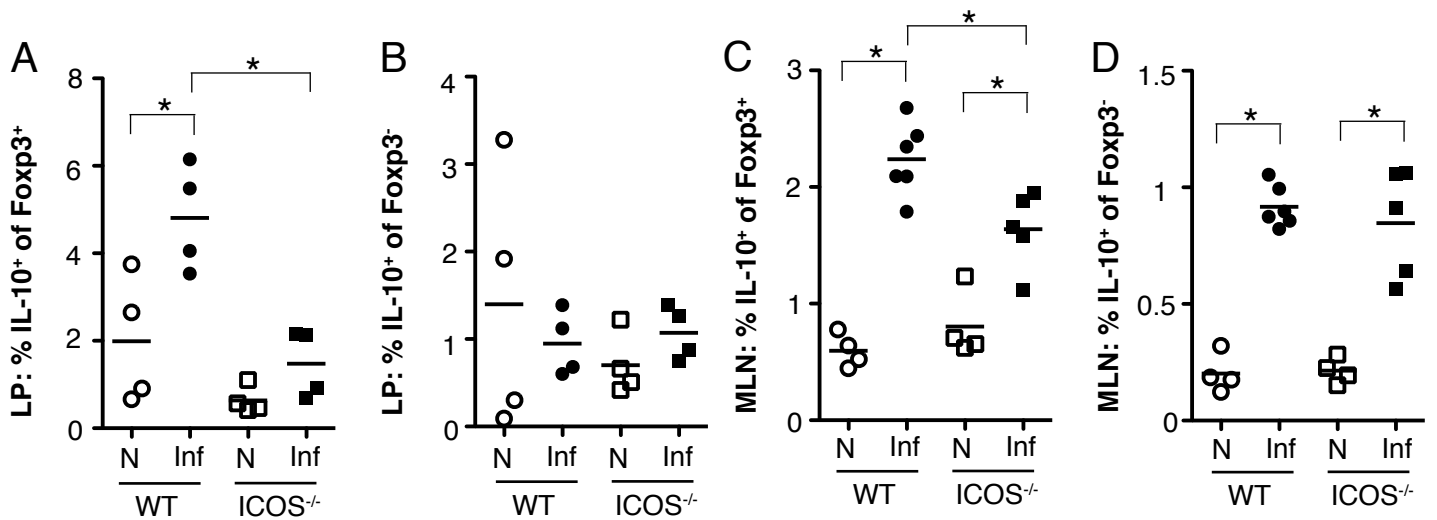 A
LP: % IL-10⁺ of Foxp3⁺
8
6
4
2
0
*
*
N Inf N Inf
WT ICOS⁻/⁻
B
LP: % IL-10⁺ of Foxp3⁻
4
3
2
1
0
N Inf N Inf
WT ICOS⁻/⁻
C
MLN: % IL-10⁺ of Foxp3⁺
3
2
1
0
*
*
*
N Inf N Inf
WT ICOS⁻/⁻
D
MLN: % IL-10⁺ of Foxp3⁻
1.5
1
0.5
0
*
*
N Inf N Inf
WT ICOS⁻/⁻